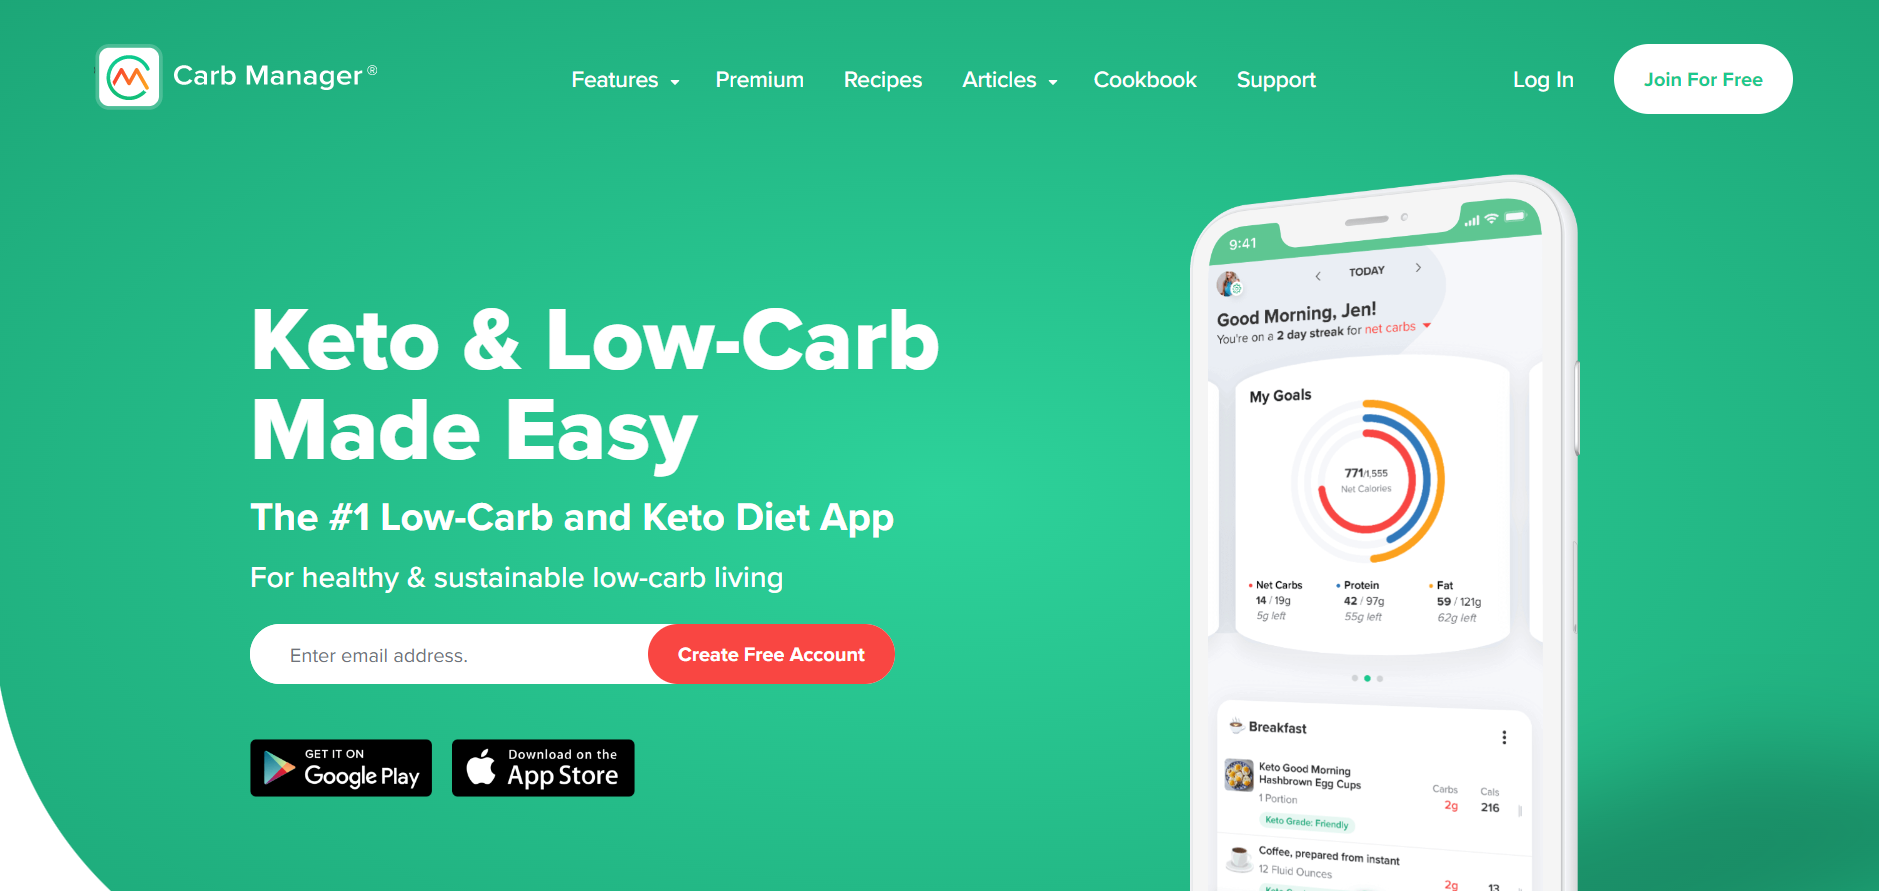 Carb Manager®
Features
Premium
Recipes
Articles
Cookbook
Support
Log In
Join For Free
Keto & Low-Carb
Made Easy
The #1 Low-Carb and Keto Diet App
For healthy & sustainable low-carb living
Enter email address.
Create Free Account
GET IT ON
Google Play
Download on the
App Store
9:41
TODAY
Good Morning, Jen!
You're on a 2 day streak for net carbs
My Goals
771/1,555
Net Calories
Net Carbs Protein Fat
14 / 19g 42 / 97g 59 / 121g
5g left 55g left 62g left
Breakfast
Keto Good Morning
Hashbrown Egg Cups
Carbs Cals
1 Portion 2g 216
Keto Grade: Friendly
Coffee, prepared from instant
12 Fluid Ounces
2g 13